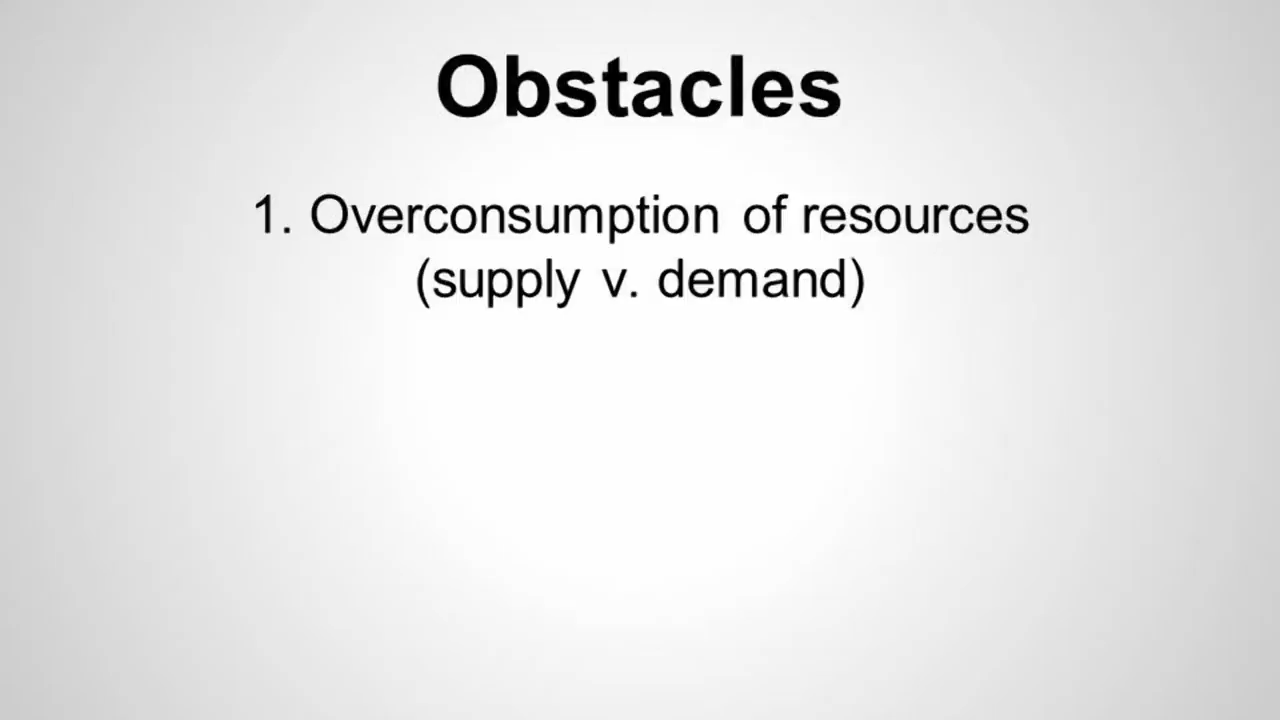 Obstacles
1. Overconsumption of resources
(supply v. demand)